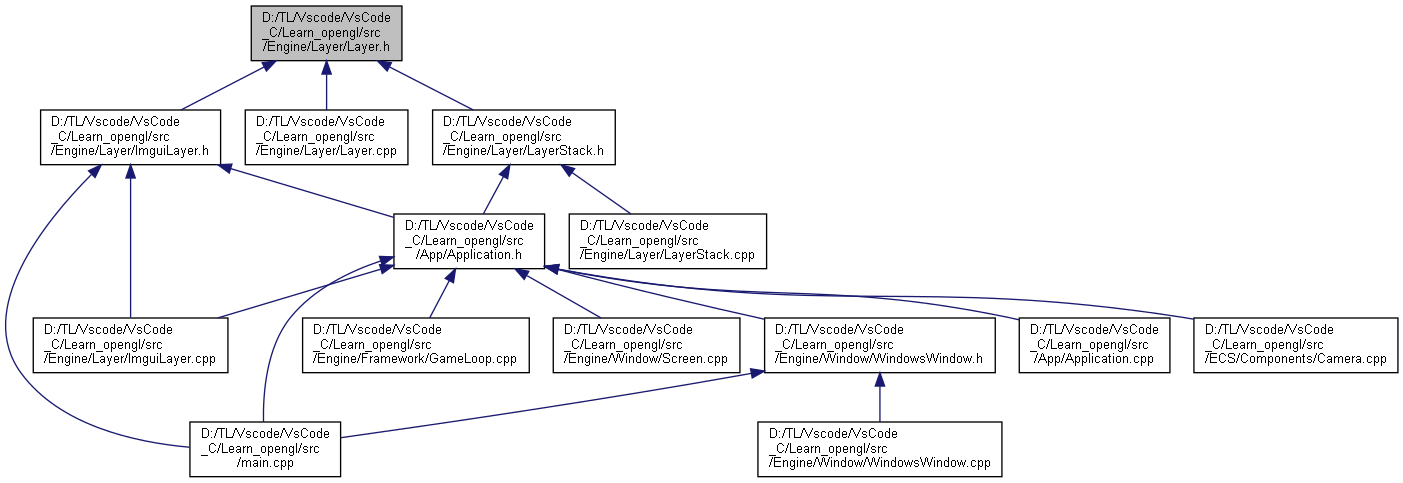 D:/TL/Vscode/VsCode
_C/Learn_opengl/src
/Engine/Layer/Layer.h
D:/TL/Vscode/VsCode
_C/Learn_opengl/src
/Engine/Layer/ImguiLayer.h
D:/TL/Vscode/VsCode
_C/Learn_opengl/src
/Engine/Layer/Layer.cpp
D:/TL/Vscode/VsCode
_C/Learn_opengl/src
/Engine/Layer/LayerStack.h
D:/TL/Vscode/VsCode
_C/Learn_opengl/src
/App/Application.h
D:/TL/Vscode/VsCode
_C/Learn_opengl/src
/Engine/Layer/LayerStack.cpp
D:/TL/Vscode/VsCode
_C/Learn_opengl/src
/Engine/Layer/ImguiLayer.cpp
D:/TL/Vscode/VsCode
_C/Learn_opengl/src
/Engine/Framework/GameLoop.cpp
D:/TL/Vscode/VsCode
_C/Learn_opengl/src
/Engine/Window/Screen.cpp
D:/TL/Vscode/VsCode
_C/Learn_opengl/src
/Engine/Window/WindowsWindow.h
D:/TL/Vscode/VsCode
_C/Learn_opengl/src
/App/Application.cpp
D:/TL/Vscode/VsCode
_C/Learn_opengl/src
/ECS/Components/Camera.cpp
D:/TL/Vscode/VsCode
_C/Learn_opengl/src
/main.cpp
D:/TL/Vscode/VsCode
_C/Learn_opengl/src
/Engine/Window/WindowsWindow.cpp